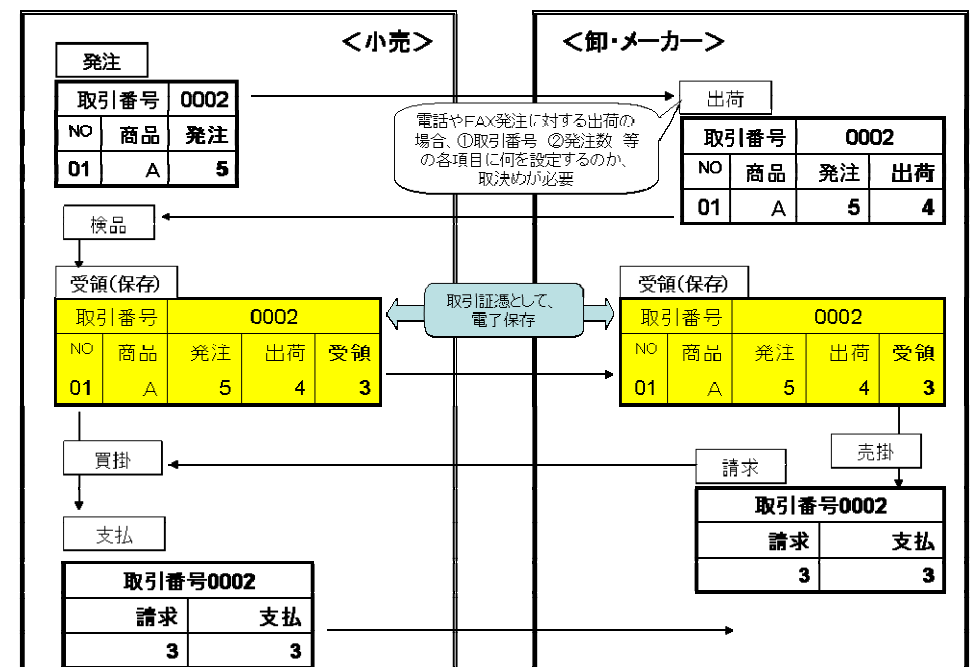 <小売>
<卸・メーカー>
発注
取引番号 0002
NO 商品 発注
01 A 5
出荷
電話やFAX発注に対する出荷の
場合、①取引番号 ②発注数 等
の各項目に何を設定するのか、
取決めが必要
取引番号 0002
NO 商品 発注 出荷
01 A 5 4
検品
受領(保存)
取引番号 0002
NO 商品 発注 出荷 受領
01 A 5 4 3
取引証憑として、
電子保存
受領(保存)
取引番号 0002
NO 商品 発注 出荷 受領
01 A 5 4 3
買掛
請求
売掛
取引番号0002
請求 支払
3 3
支払
取引番号0002
請求 支払
3 3